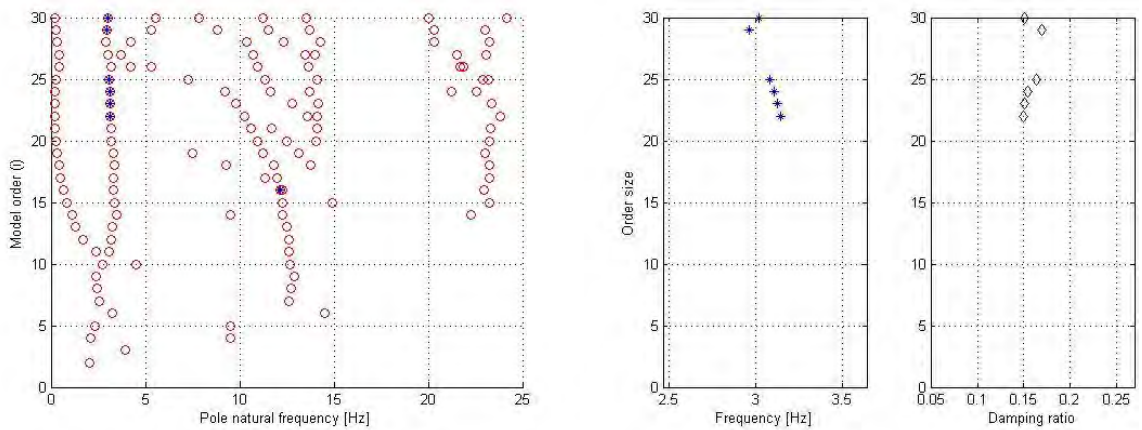 30
25
20
15
10
5
0
Model order (i)
0 5 10 15 20 25
Pole natural frequency [Hz]
30
25
20
15
10
5
0
Order size
2.5 3 3.5
Frequency [Hz]
30
25
20
15
10
5
0
0.05 0.1 0.15 0.2 0.25
Damping ratio